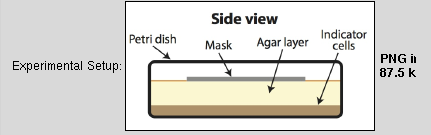 Side view
Petri dish
Mask
Agar layer
Indicator
cells
Experimental Setup:
PNG i
87.5 k